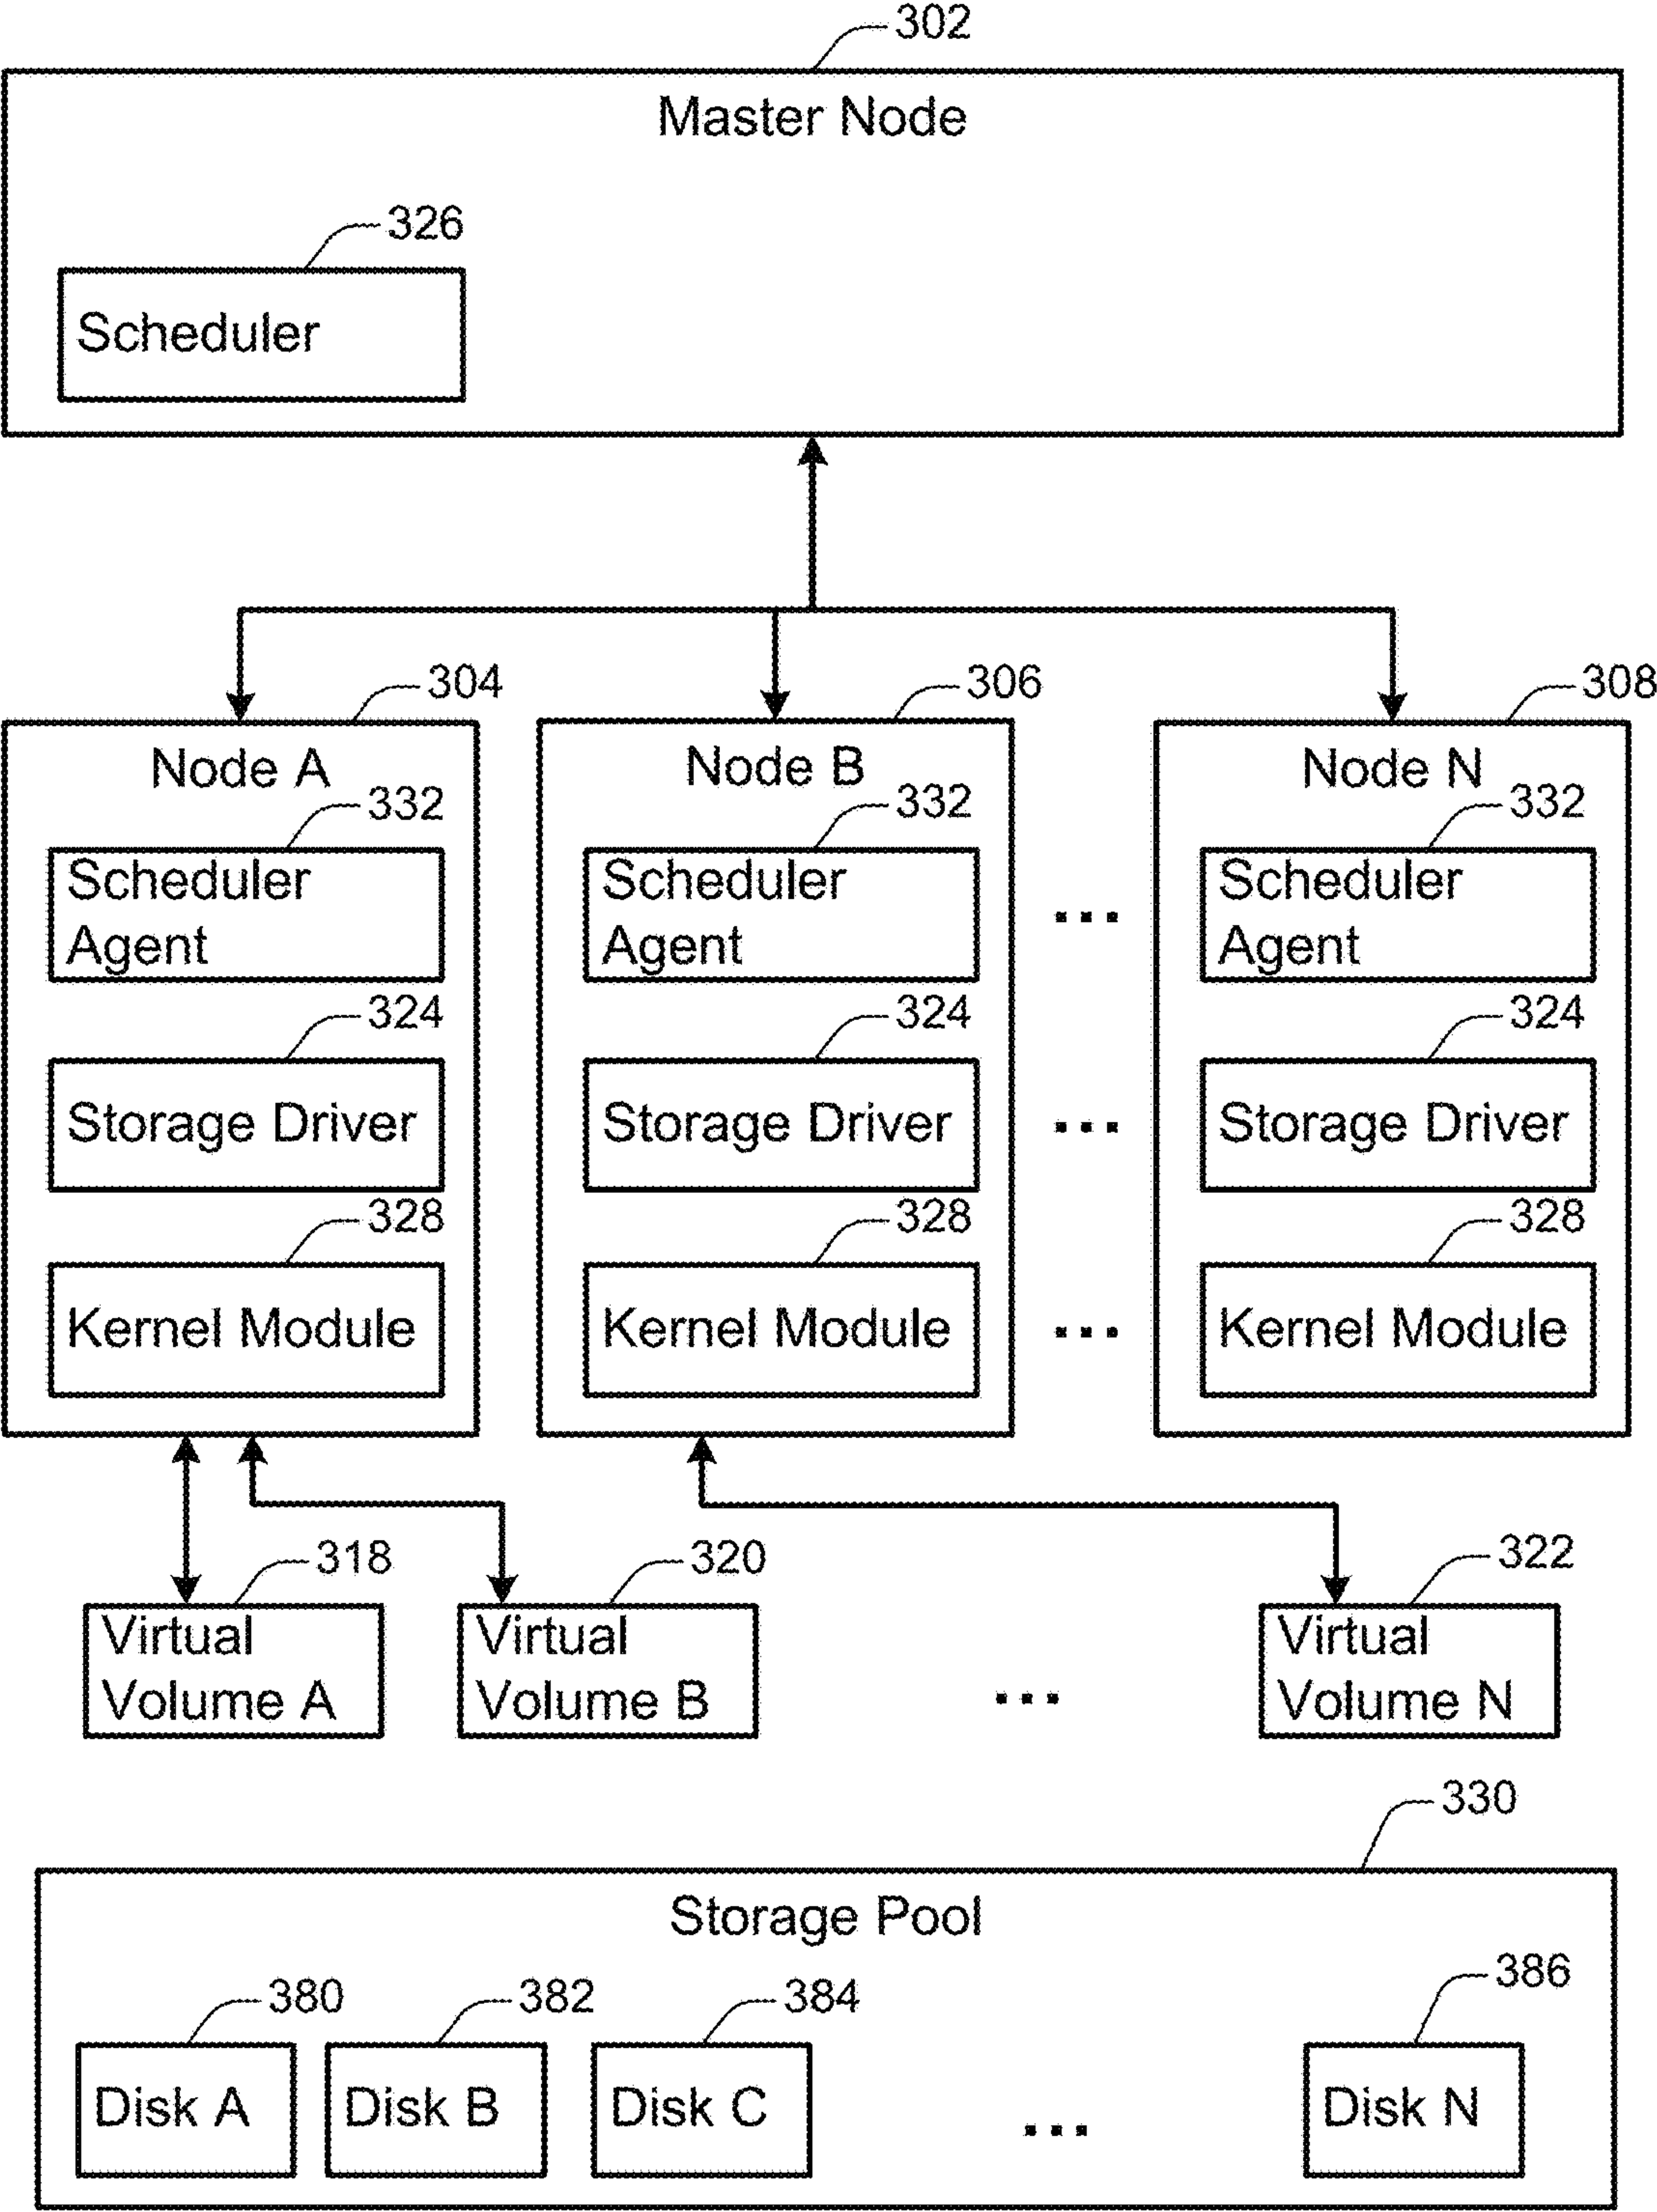 302
Master Node
326
Scheduler
304
306
308
Node A
Node B
Node N
332
332
332
Scheduler
Agent
Scheduler
Agent
...
Scheduler
Agent
324
324
324
Storage Driver
Storage Driver
...
Storage Driver
328
328
328
Kernel Module
Kernel Module
...
Kernel Module
318
320
322
Virtual
Volume A
Virtual
Volume B
...
Virtual
Volume N
330
Storage Pool
380
382
384
386
Disk A
Disk B
Disk C
...
Disk N